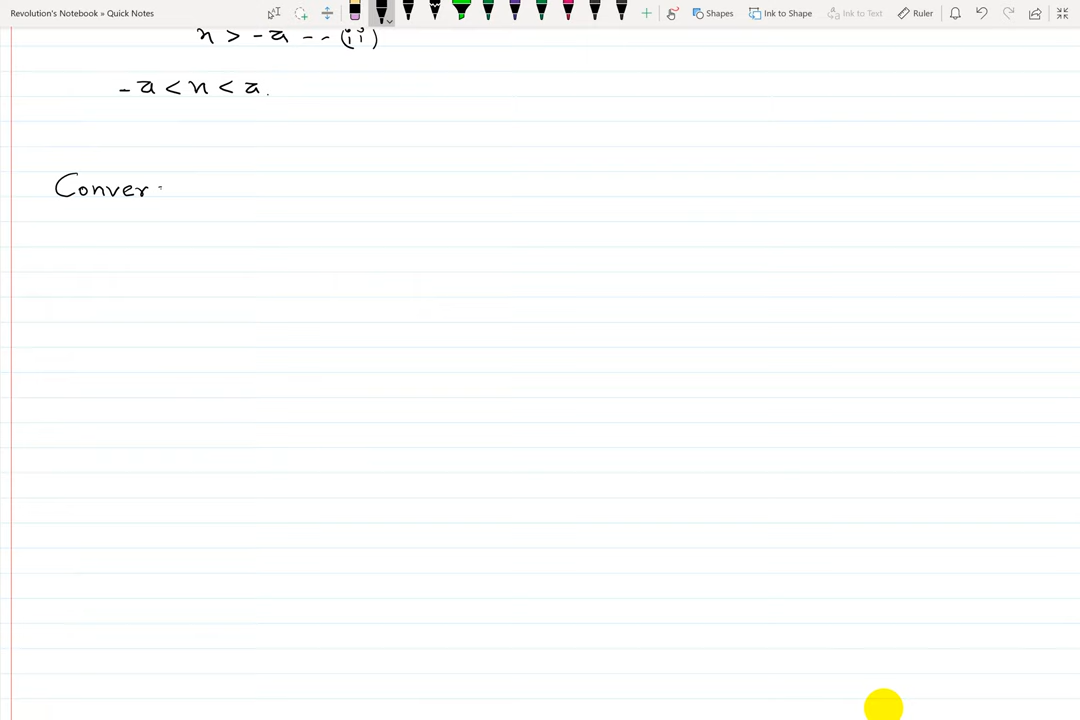 Revolution's Notebook » Quick Notes
Shapes
Ink to Shape
Ink to Text
Ruler
x > -a -- (ii)
-a < x < a.
Conver